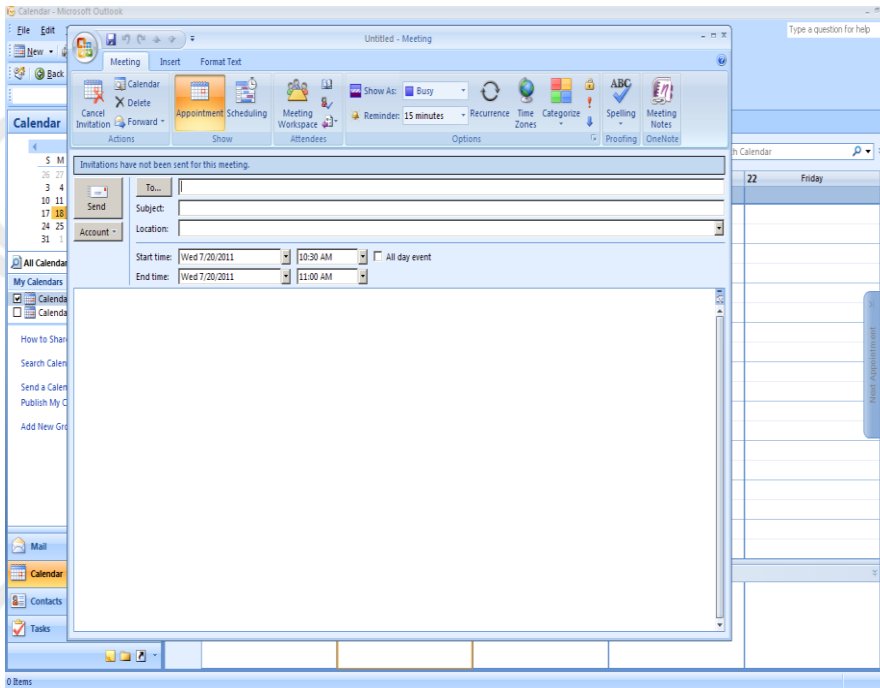 Calendar - Microsoft Outlook
File Edit
Type a question for help
New
Back
Calendar
S M
26 27
3 4
10 11
17 18
24 25
31 1
All Calendar
My Calendars
Calenda
Calenda
How to Share
Search Calen
Send a Calen
Publish My C
Add New Gro
Mail
Calendar
Contacts
Tasks
0 Items
Untitled - Meeting
Meeting Insert Format Text
Cancel Invitation
Calendar
Delete
Forward
Actions
Appointment Scheduling
Show
Meeting Workspace
Attendees
Show As: Busy
Reminder: 15 minutes
Recurrence
Time Zones
Categorize
Options
ABC
Spelling
Proofing
Meeting Notes
OneNote
Invitations have not been sent for this meeting.
Send
Account
To...
Subject:
Location:
Start time: Wed 7/20/2011 10:30 AM All day event
End time: Wed 7/20/2011 11:00 AM
h Calendar
22 Friday
Next Appointment